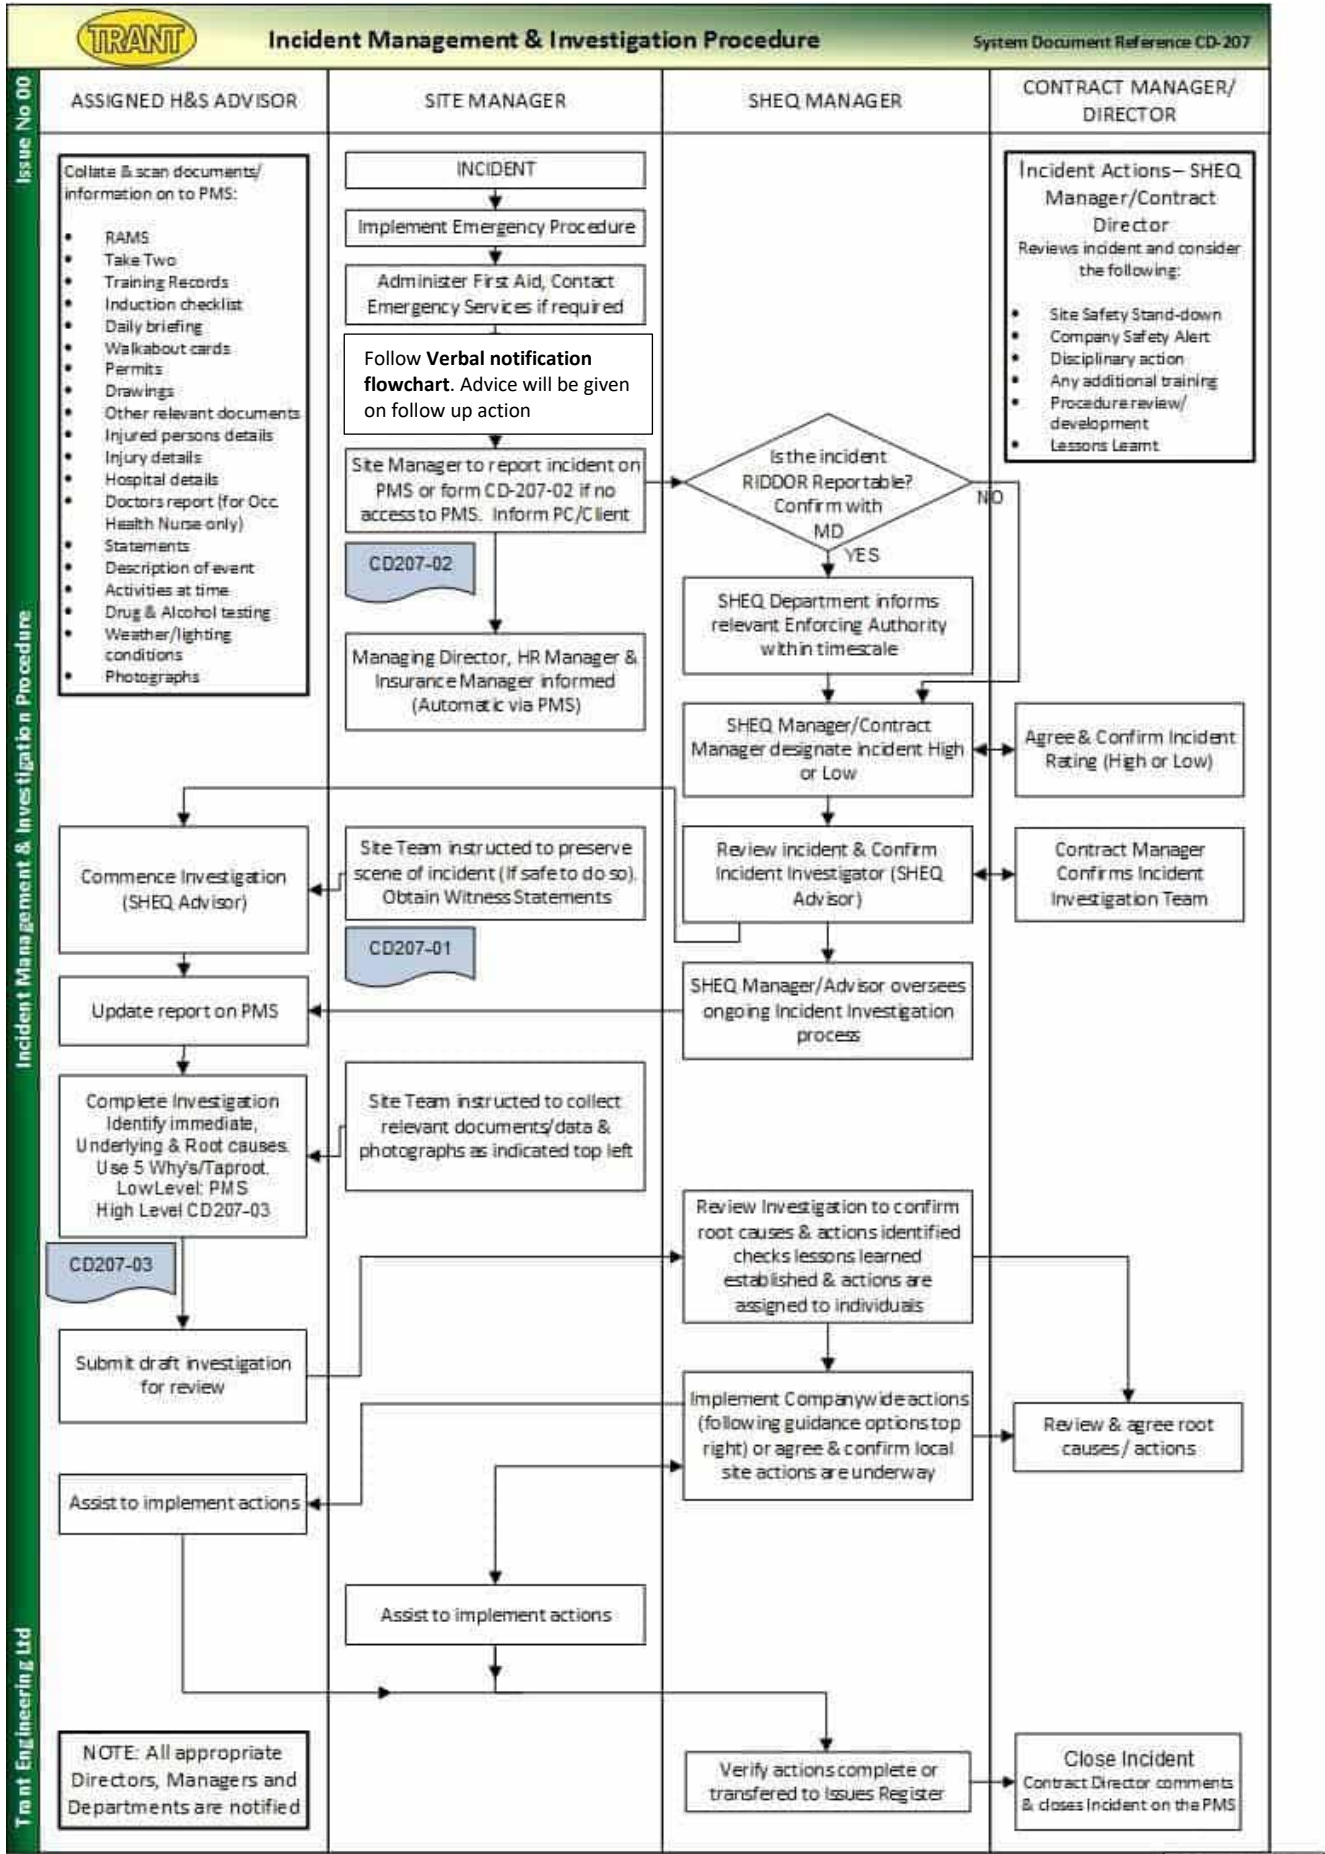 TRANT
Incident Management & Investigation Procedure
System Document Reference CD-207
Issue No 00
Incident Management & Investigation Procedure
Trant Engineering Ltd
ASSIGNED H&S ADVISOR
SITE MANAGER
SHEQ MANAGER
CONTRACT MANAGER/
DIRECTOR
Collate & scan documents/
information on to PMS:
• RAMS
• Take Two
• Training Records
• Induction checklist
• Daily briefing
• Walkabout cards
• Permits
• Drawings
• Other relevant documents
• Injured persons details
• Injury details
• Hospital details
• Doctors report (for Occ.
Health Nurse only)
• Statements
• Description of event
• Activities at time
• Drug & Alcohol testing
• Weather/lighting
conditions
• Photographs
INCIDENT
Implement Emergency Procedure
Administer First Aid, Contact
Emergency Services if required
Follow Verbal notification
flowchart. Advice will be given
on follow up action
Site Manager to report incident on
PMS or form CD-207-02 if no
access to PMS. Inform PC/Client
CD207-02
Managing Director, HR Manager &
Insurance Manager informed
(Automatic via PMS)
Is the incident
RIDDOR Reportable?
Confirm with
MD
NO
YES
SHEQ Department informs
relevant Enforcing Authority
within timescale
SHEQ Manager/Contract
Manager designate incident High
or Low
Incident Actions – SHEQ
Manager/Contract
Director
Reviews incident and consider
the following:
• Site Safety Stand-down
• Company Safety Alert
• Disciplinary action
• Any additional training
• Procedure review/
development
• Lessons Learnt
Agree & Confirm Incident
Rating (High or Low)
Commence Investigation
(SHEQ Advisor)
Site Team instructed to preserve
scene of incident (If safe to do so).
Obtain Witness Statements
CD207-01
Review incident & Confirm
Incident Investigator (SHEQ
Advisor)
Contract Manager
Confirms Incident
Investigation Team
Update report on PMS
SHEQ Manager/Advisor oversees
ongoing Incident Investigation
process
Complete Investigation
Identify immediate,
Underlying & Root causes.
Use 5 Why's/Taproot.
Low Level: PMS
High Level CD207-03
CD207-03
Site Team instructed to collect
relevant documents/data &
photographs as indicated top left
Review Investigation to confirm
root causes & actions identified
checks lessons learned
established & actions are
assigned to individuals
Submit draft investigation
for review
Implement Companywide actions
(following guidance options top
right) or agree & confirm local
site actions are underway
Review & agree root
causes/ actions
Assist to implement actions
Assist to implement actions
NOTE: All appropriate
Directors, Managers and
Departments are notified
Verify actions complete or
transfered to Issues Register
Close Incident
Contract Director comments
& closes Incident on the PMS